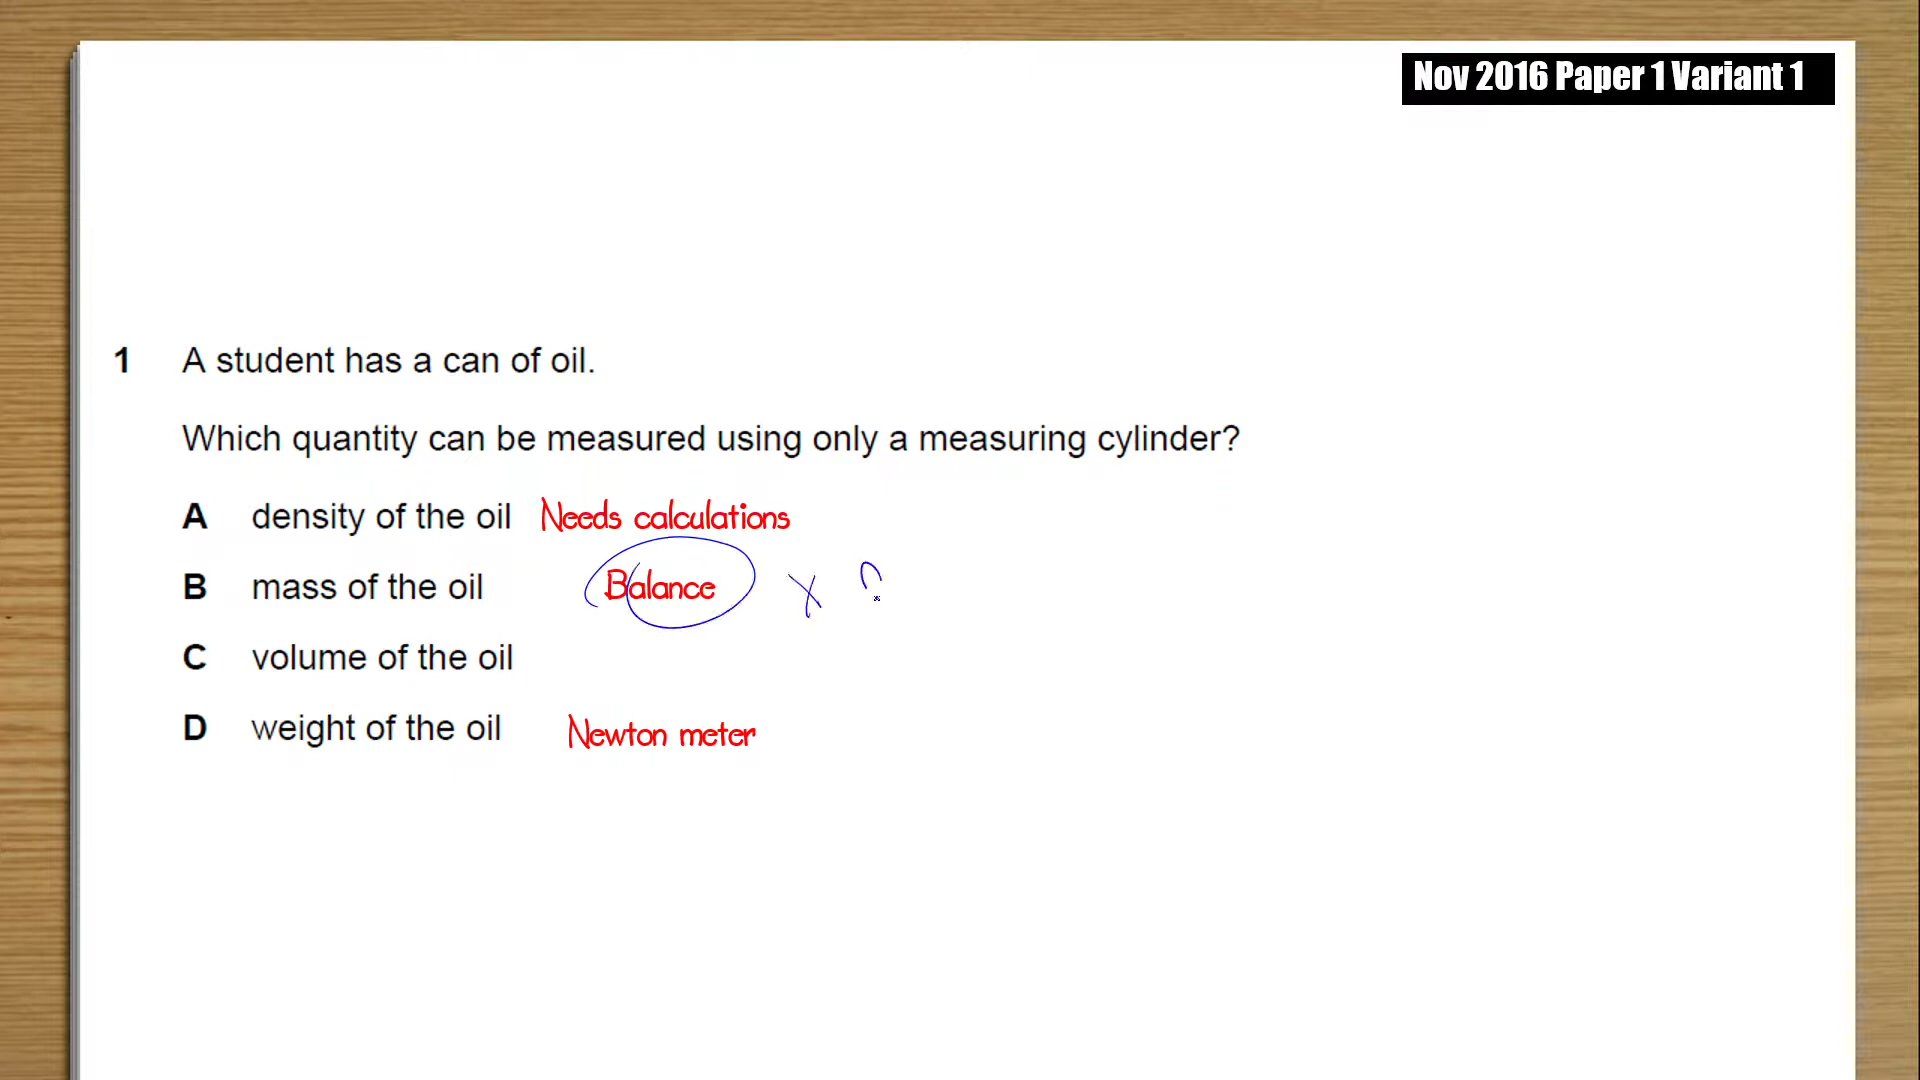 Nov 2016 Paper 1 Variant 1
1 A student has a can of oil.
Which quantity can be measured using only a measuring cylinder?
A density of the oil Needs calculations
B mass of the oil Balance x ?
C volume of the oil
D weight of the oil Newton meter